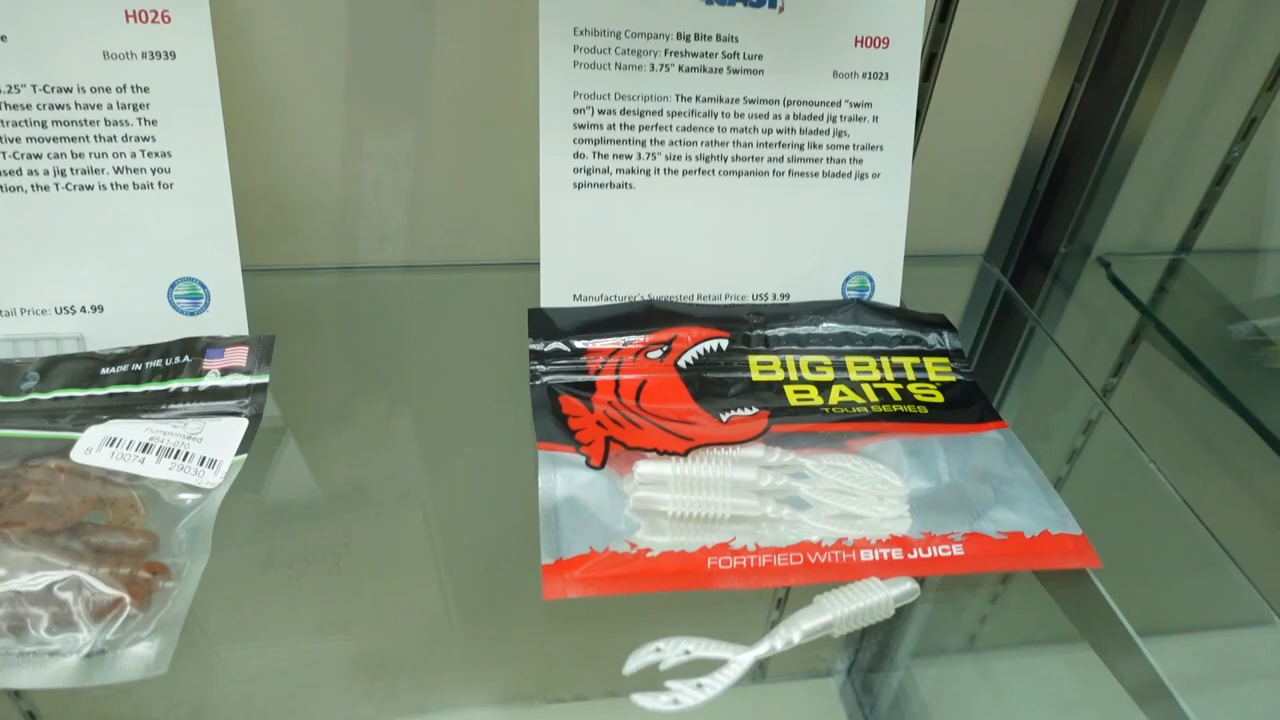 H026
Booth #3939
.25" T-Craw is one of the
These craws have a larger
tracting monster bass. The
tive movement that draws
T-Craw can be run on a Texas
used as a jig trailer. When you
tion, the T-Craw is the bait for
tail Price: US$ 4.99
MADE IN THE U.S.A.
Pumpkinseed
#543-070
8 10074 29030
Exhibiting Company: Big Bite Baits
H009
Product Category: Freshwater Soft Lure
Product Name: 3.75" Kamikaze Swimon
Booth #1023
Product Description: The Kamikaze Swimon (pronounced "swim
on") was designed specifically to be used as a bladed jig trailer. It
swims at the perfect cadence to match up with bladed jigs,
complimenting the action rather than interfering like some trailers
do. The new 3.75" size is slightly shorter and slimmer than the
original, making it the perfect companion for finesse bladed jigs or
spinnerbaits.
Manufacturer's Suggested Retail Price: US$ 3.99
BIG BITE
BAITS
TOUR SERIES
FORTIFIED WITH BITE JUICE